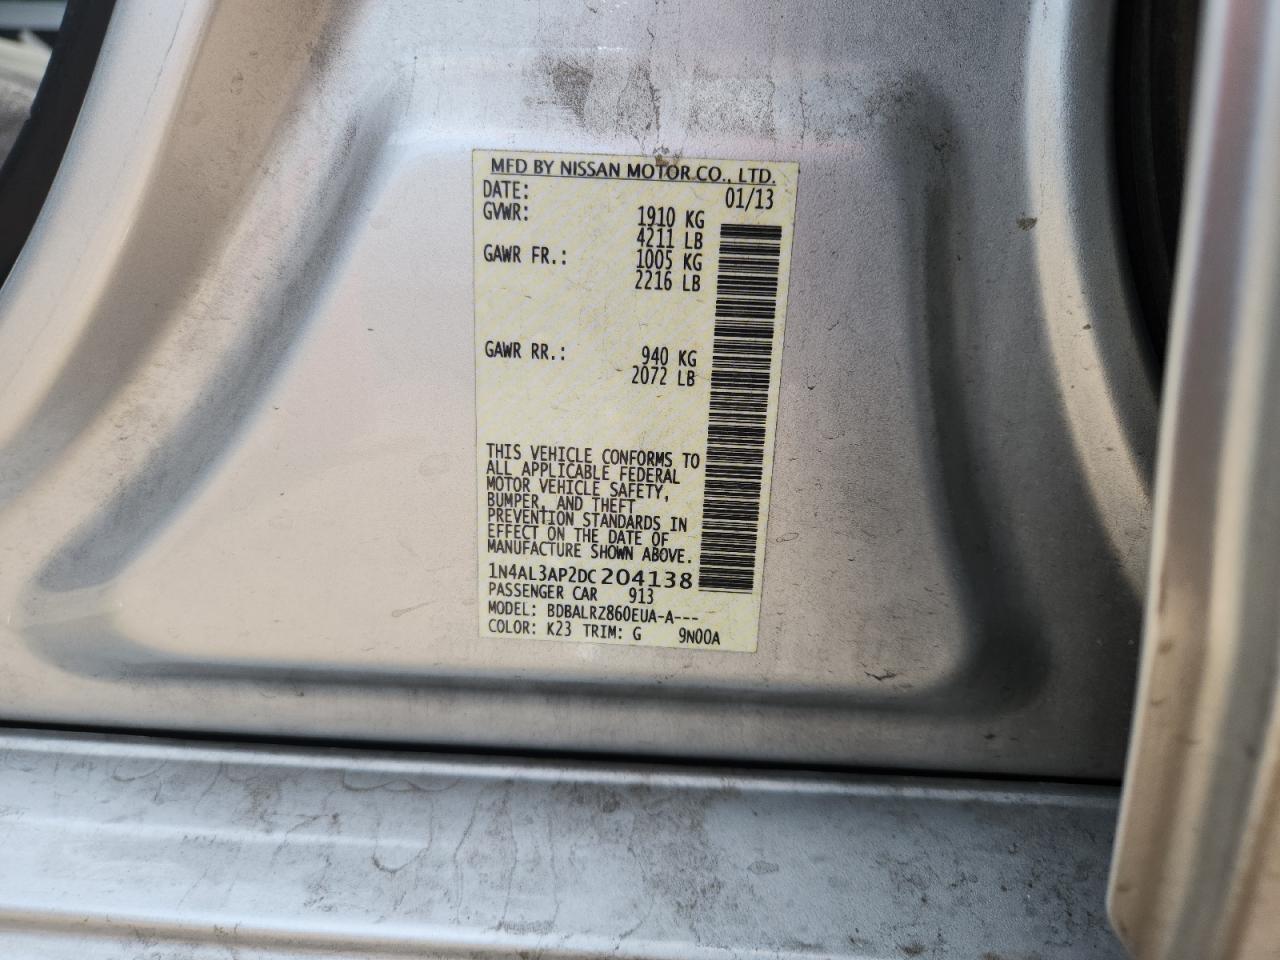 MFD BY NISSAN MOTOR CO., LTD.
DATE: 01/13
GVWR: 1910 KG
4211 LB
GAWR FR.: 1005 KG
2216 LB
GAWR RR.: 940 KG
2072 LB
THIS VEHICLE CONFORMS TO
ALL APPLICABLE FEDERAL
MOTOR VEHICLE SAFETY,
BUMPER, AND THEFT
PREVENTION STANDARDS IN
EFFECT ON THE DATE OF
MANUFACTURE SHOWN ABOVE.
1N4AL3AP2DC204138
PASSENGER CAR 913
MODEL: BDBALRZ860EUA-A---
COLOR: K23 TRIM: G 9N00A